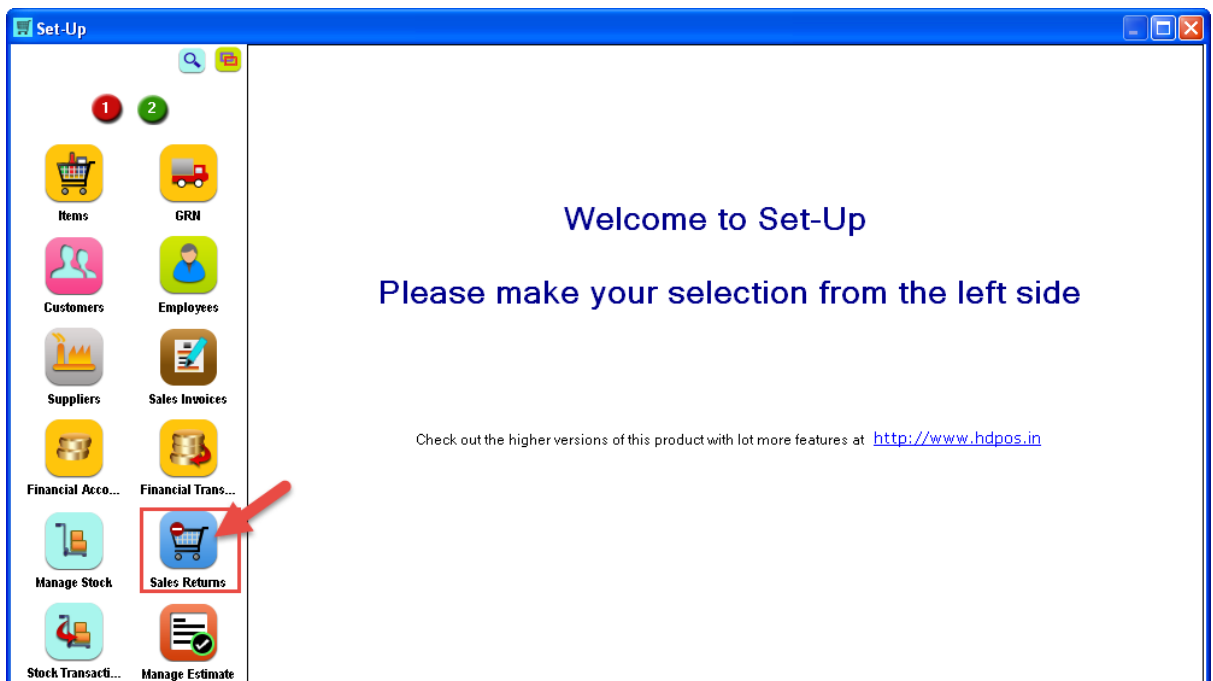 Set-Up
1 2
Items GRN
Welcome to Set-Up
Please make your selection from the left side
Customers Employees
Suppliers Sales Invoices
Check out the higher versions of this product with lot more features at http://www.hdpos.in
Financial Acco... Financial Trans...
Manage Stock Sales Returns
Stock Transacti... Manage Estimate